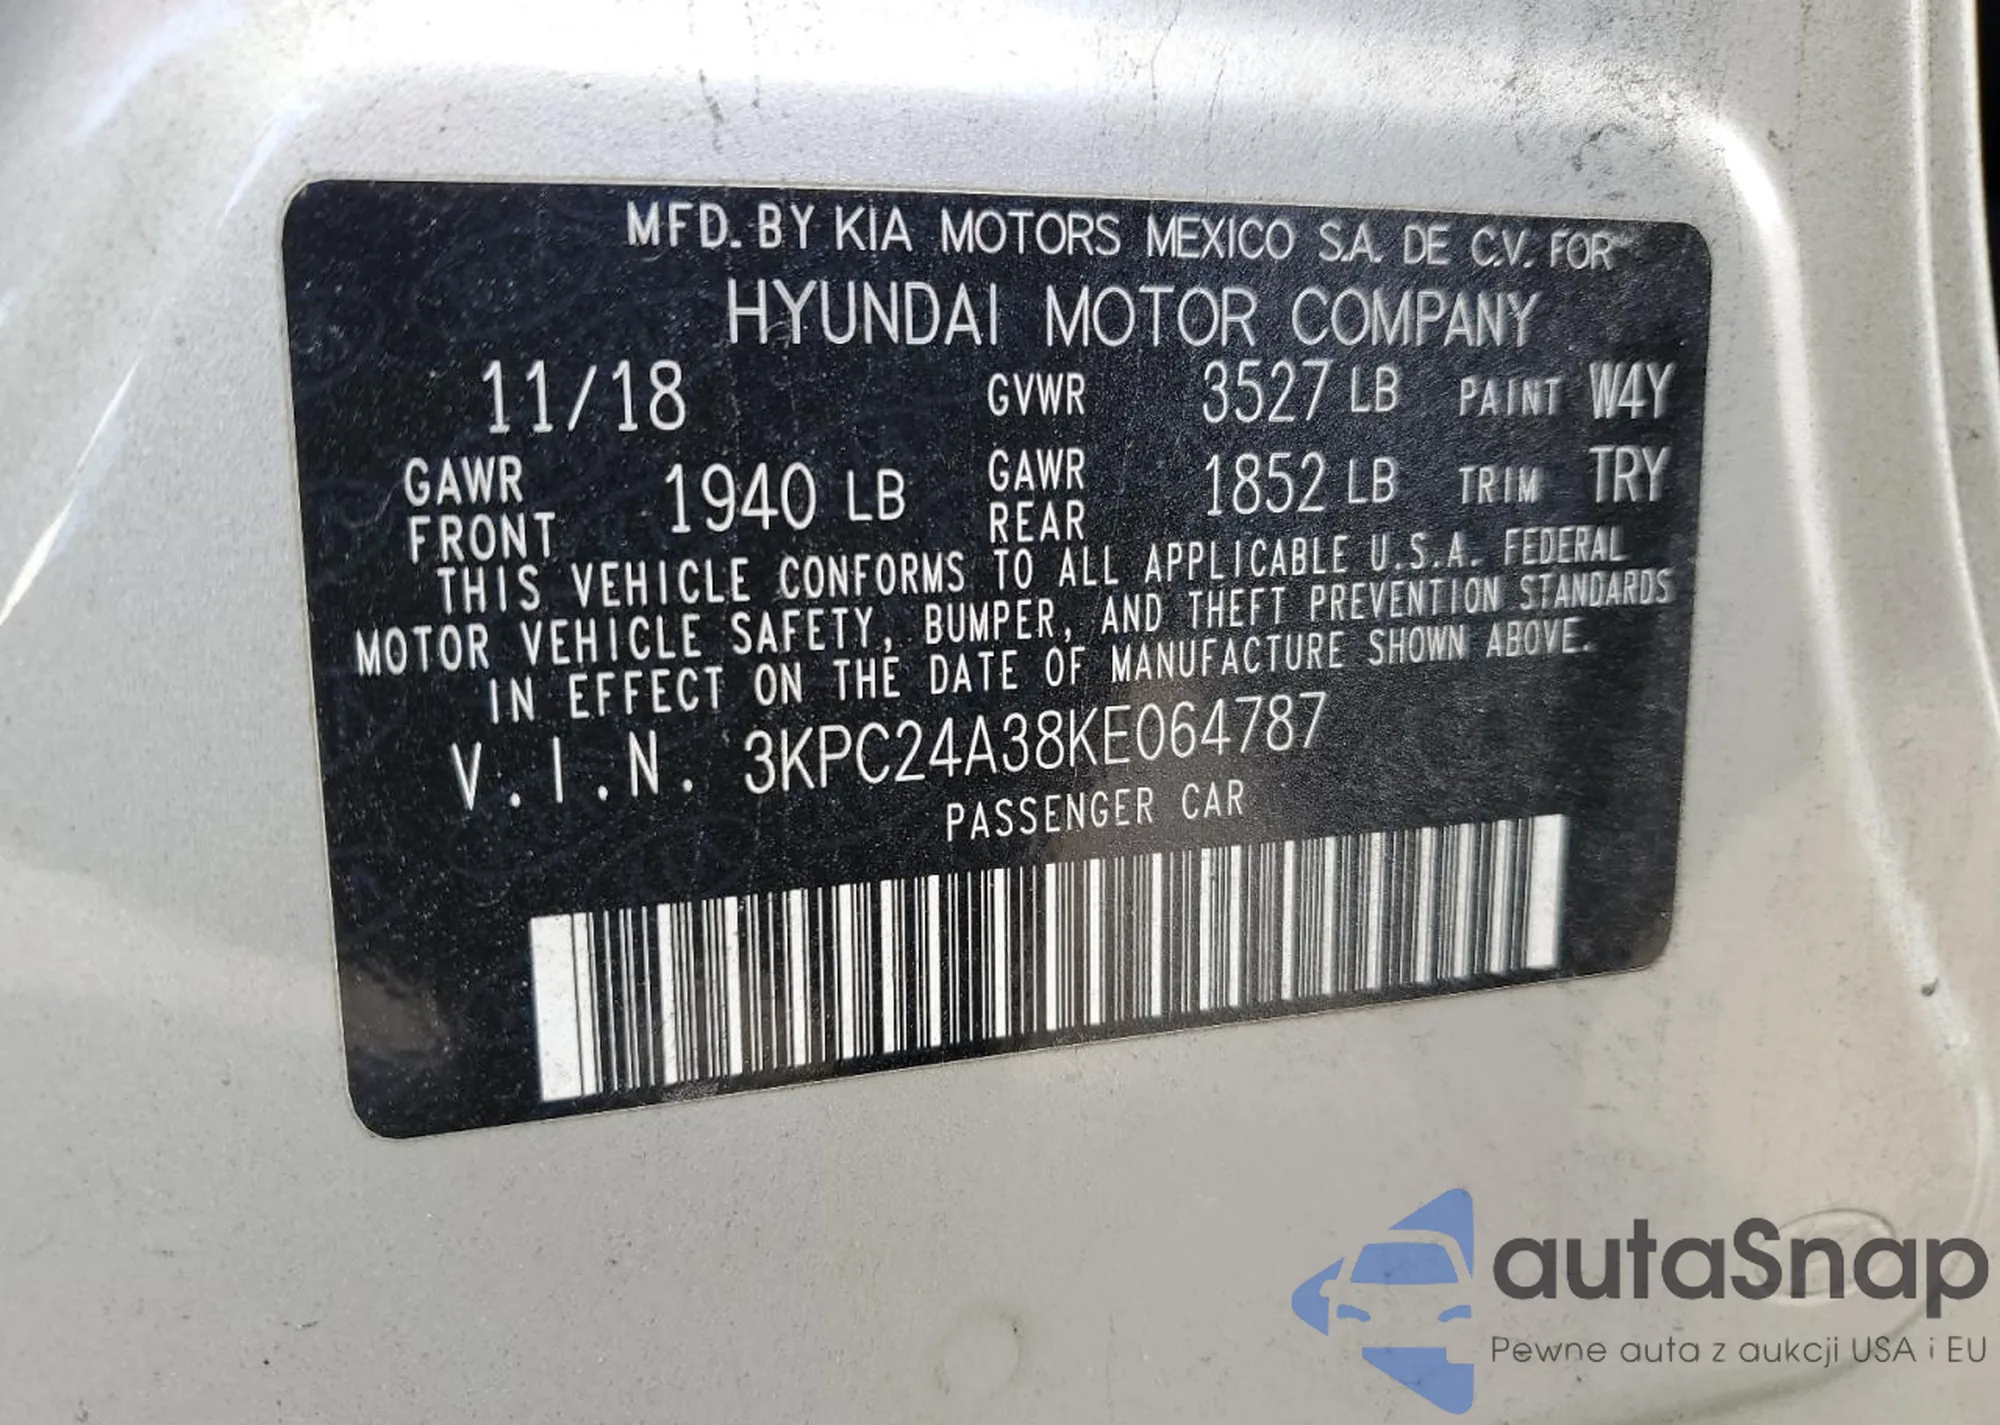 MFD. BY KIA MOTORS MEXICO S.A. DE C.V. FOR
HYUNDAI MOTOR COMPANY
11/18 GVWR 3527 LB PAINT W4Y
GAWR FRONT 1940 LB GAWR REAR 1852 LB TRIM TRY
THIS VEHICLE CONFORMS TO ALL APPLICABLE U.S.A. FEDERAL
MOTOR VEHICLE SAFETY, BUMPER, AND THEFT PREVENTION STANDARDS
IN EFFECT ON THE DATE OF MANUFACTURE SHOWN ABOVE.
V.I.N. 3KPC24A38KE064787
PASSENGER CAR
autaSnap
Pewne auta z aukcji USA i EU